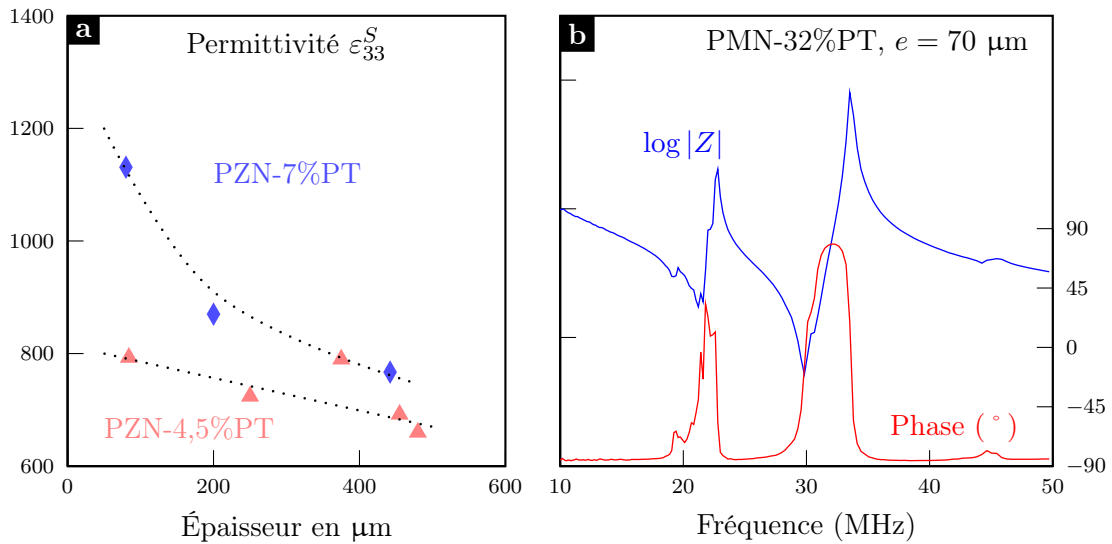 a
Permittivité ε₃₃ˢ
1400
1200
1000
800
600
PZN-7%PT
PZN-4,5%PT
0
200
400
600
Épaisseur en µm
b
PMN-32%PT, e = 70 µm
log |Z|
Phase (°)
90
45
0
−45
−90
10
20
30
40
50
Fréquence (MHz)